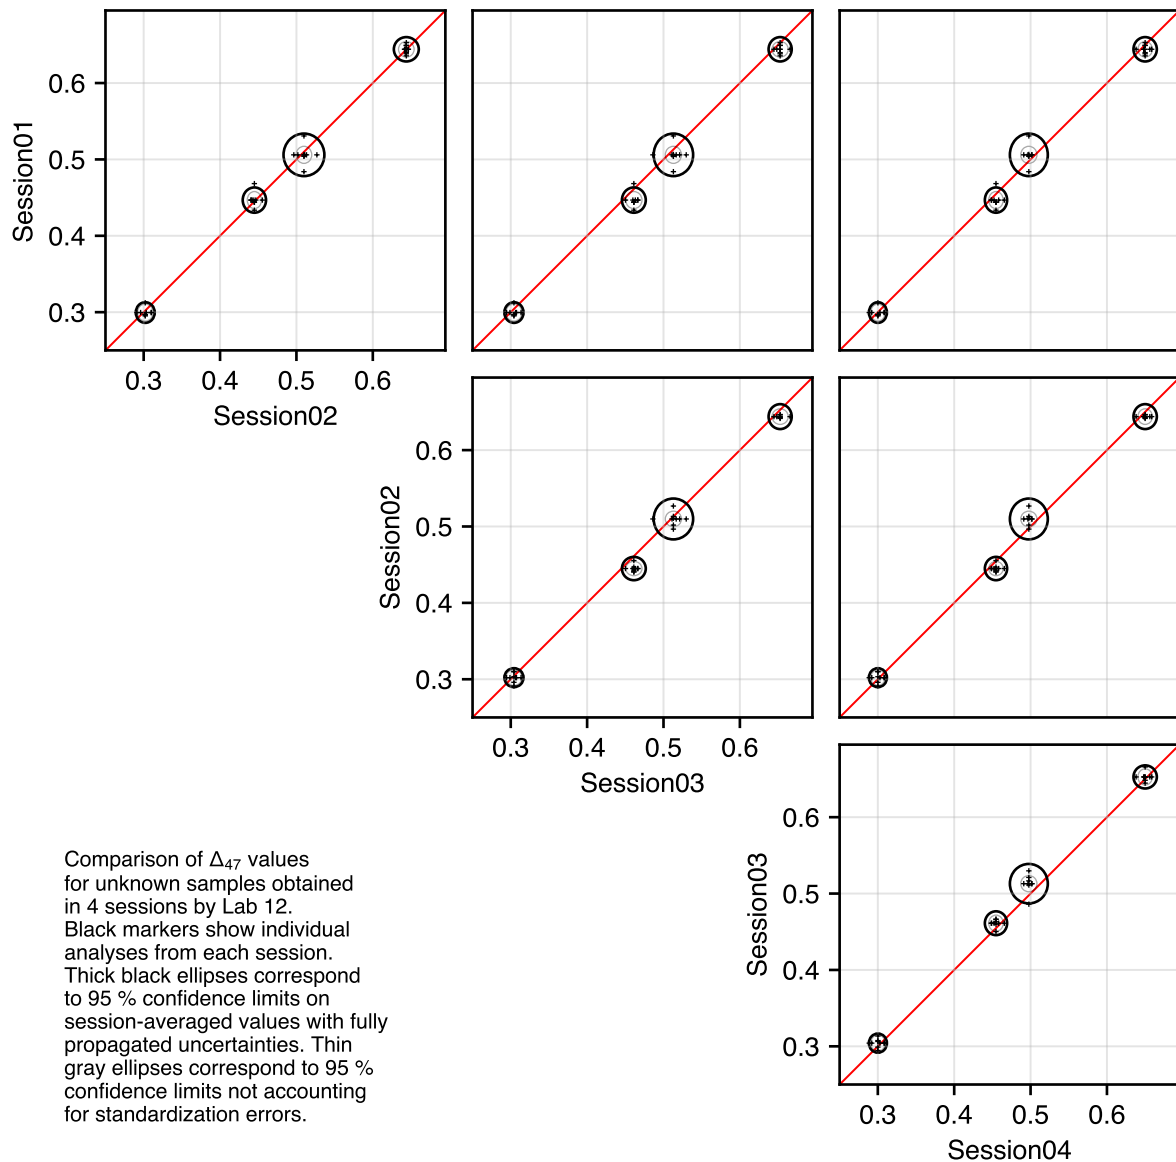 0.6
0.5
0.4
0.3
Session01
0.3 0.4 0.5 0.6
Session02
0.6
0.5
0.4
0.3
Session02
0.3 0.4 0.5 0.6
Session03
0.6
0.5
0.4
0.3
Session03
0.3 0.4 0.5 0.6
Session04
Comparison of Δ₄₇ values
for unknown samples obtained
in 4 sessions by Lab 12.
Black markers show individual
analyses from each session.
Thick black ellipses correspond
to 95 % confidence limits on
session-averaged values with fully
propagated uncertainties. Thin
gray ellipses correspond to 95 %
confidence limits not accounting
for standardization errors.